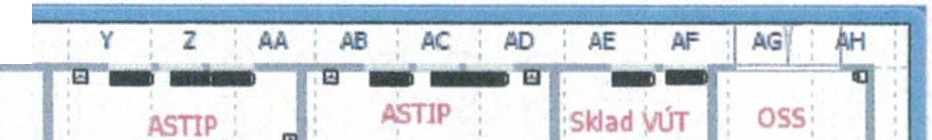 Y Z AA AB AC AD AE AF AG AH
ASTIP ASTIP Sklad VÚT OSS